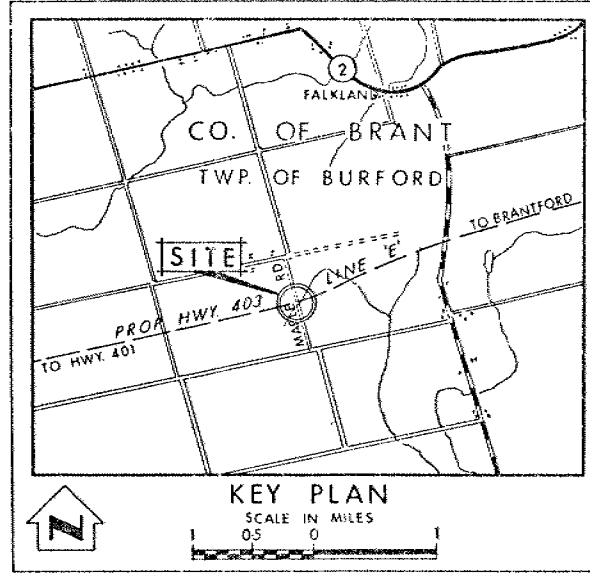 2
FALKLAND
CO. OF BRANT
TWP. OF BURFORD
TO BRANTFORD
SITE
LINE 'E'
MAPLE RD
PROP. HWY. 403
TO HWY. 401
KEY PLAN
SCALE IN MILES
1 0·5 0 1
N